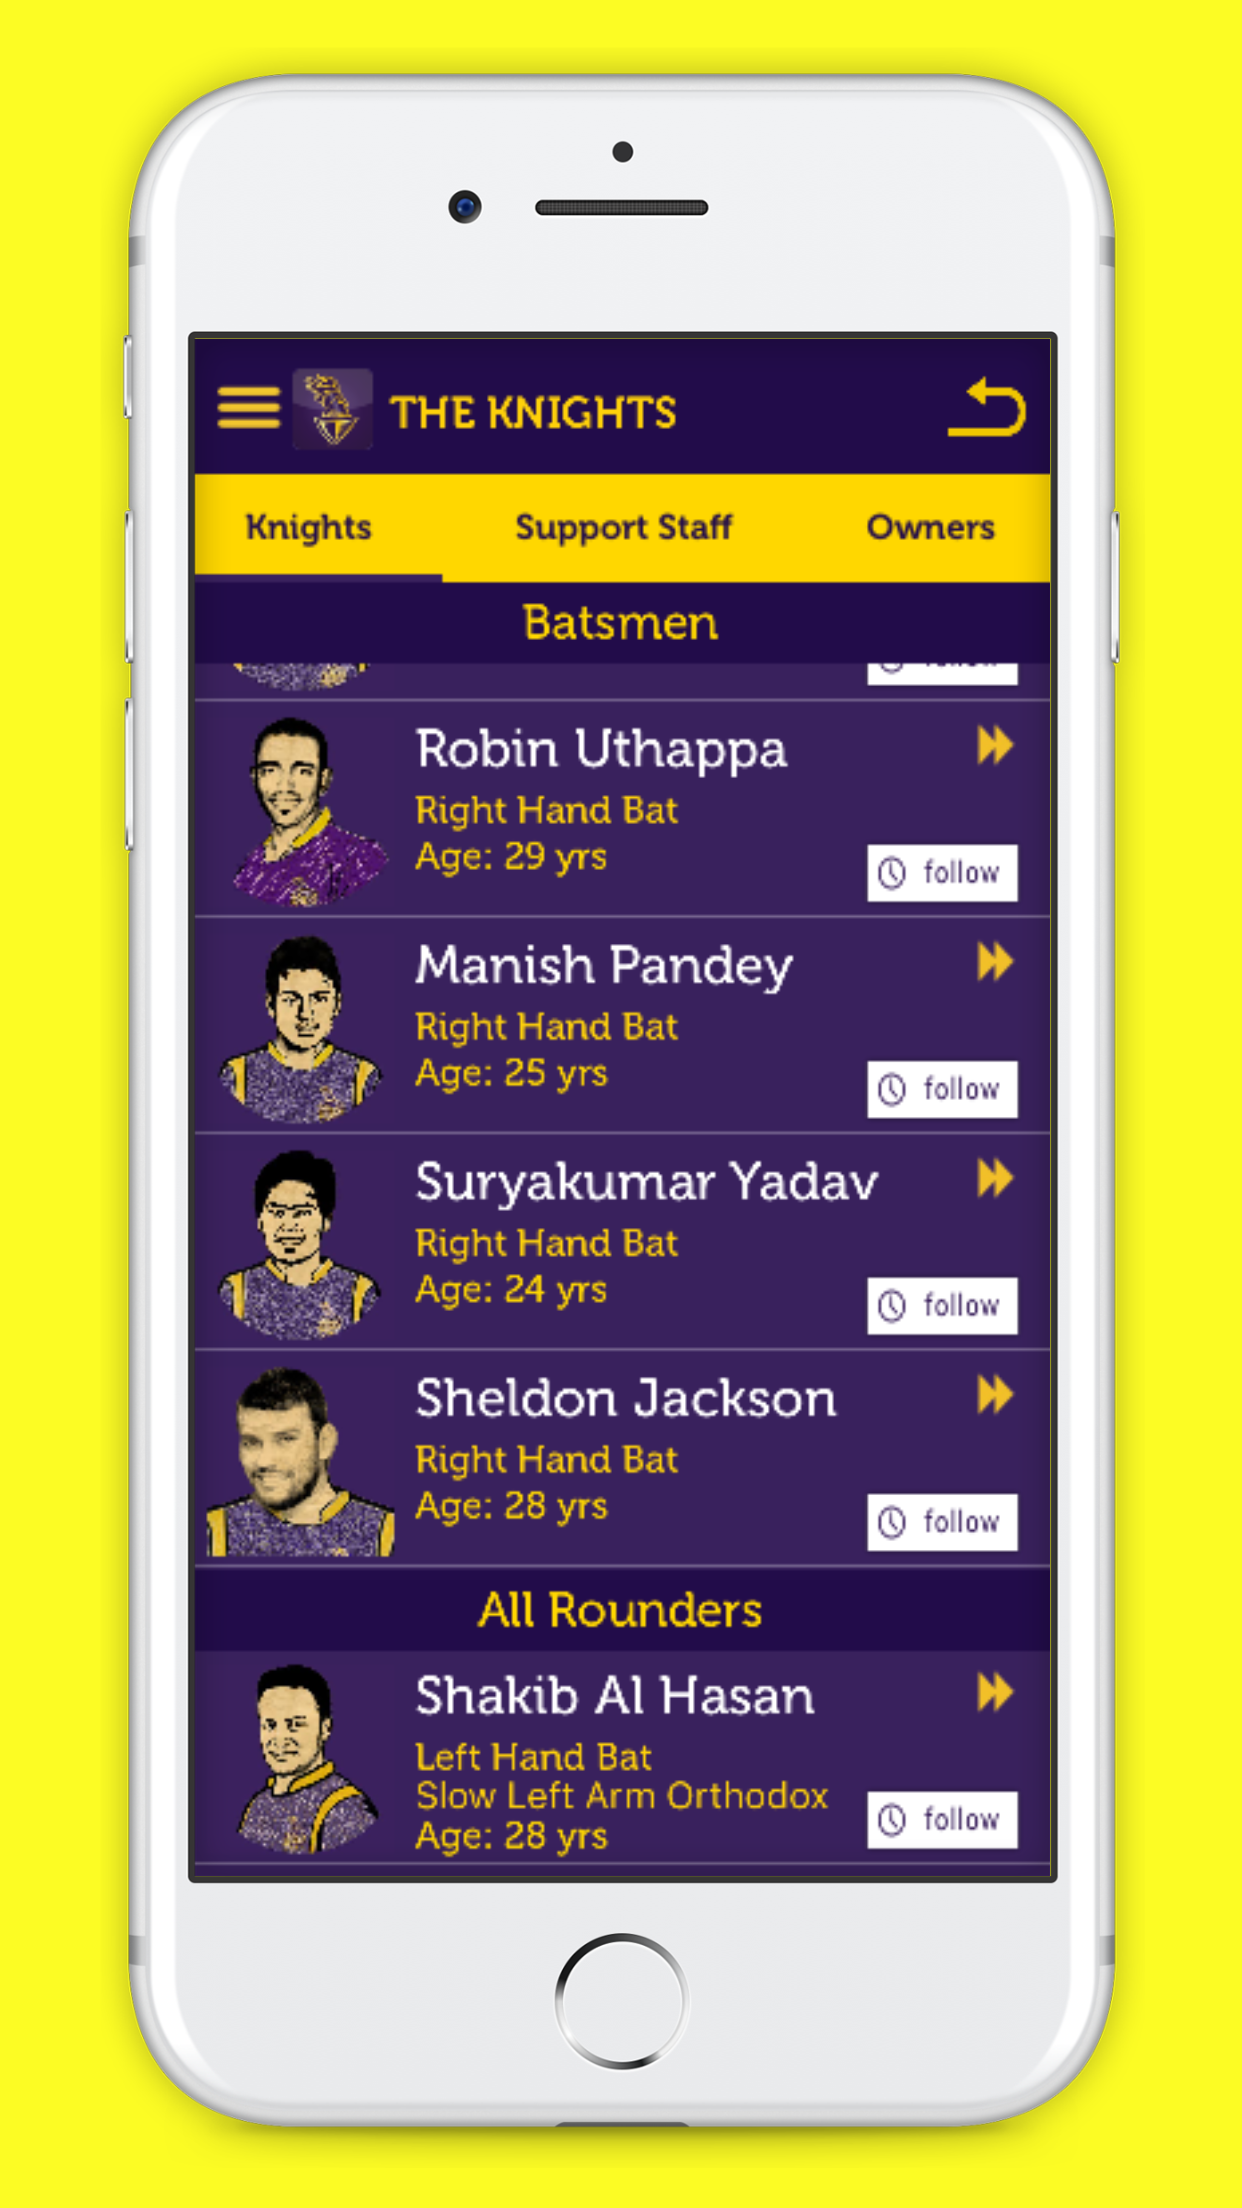 THE KNIGHTS
Knights
Support Staff
Owners
Batsmen
Robin Uthappa
Right Hand Bat
Age: 29 yrs
follow
Manish Pandey
Right Hand Bat
Age: 25 yrs
follow
Suryakumar Yadav
Right Hand Bat
Age: 24 yrs
follow
Sheldon Jackson
Right Hand Bat
Age: 28 yrs
follow
All Rounders
Shakib Al Hasan
Left Hand Bat
Slow Left Arm Orthodox
Age: 28 yrs
follow